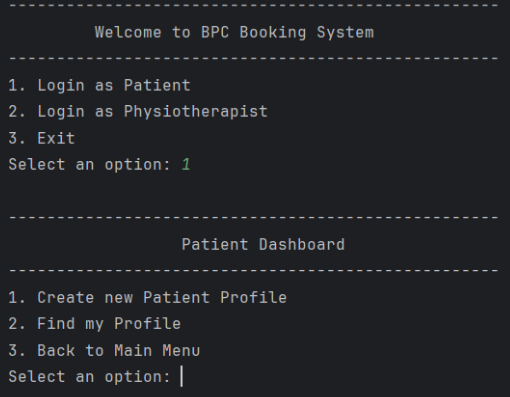 ---------------------------------------------------
Welcome to BPC Booking System
---------------------------------------------------
1. Login as Patient
2. Login as Physiotherapist
3. Exit
Select an option: 1
---------------------------------------------------
Patient Dashboard
---------------------------------------------------
1. Create new Patient Profile
2. Find my Profile
3. Back to Main Menu
Select an option: